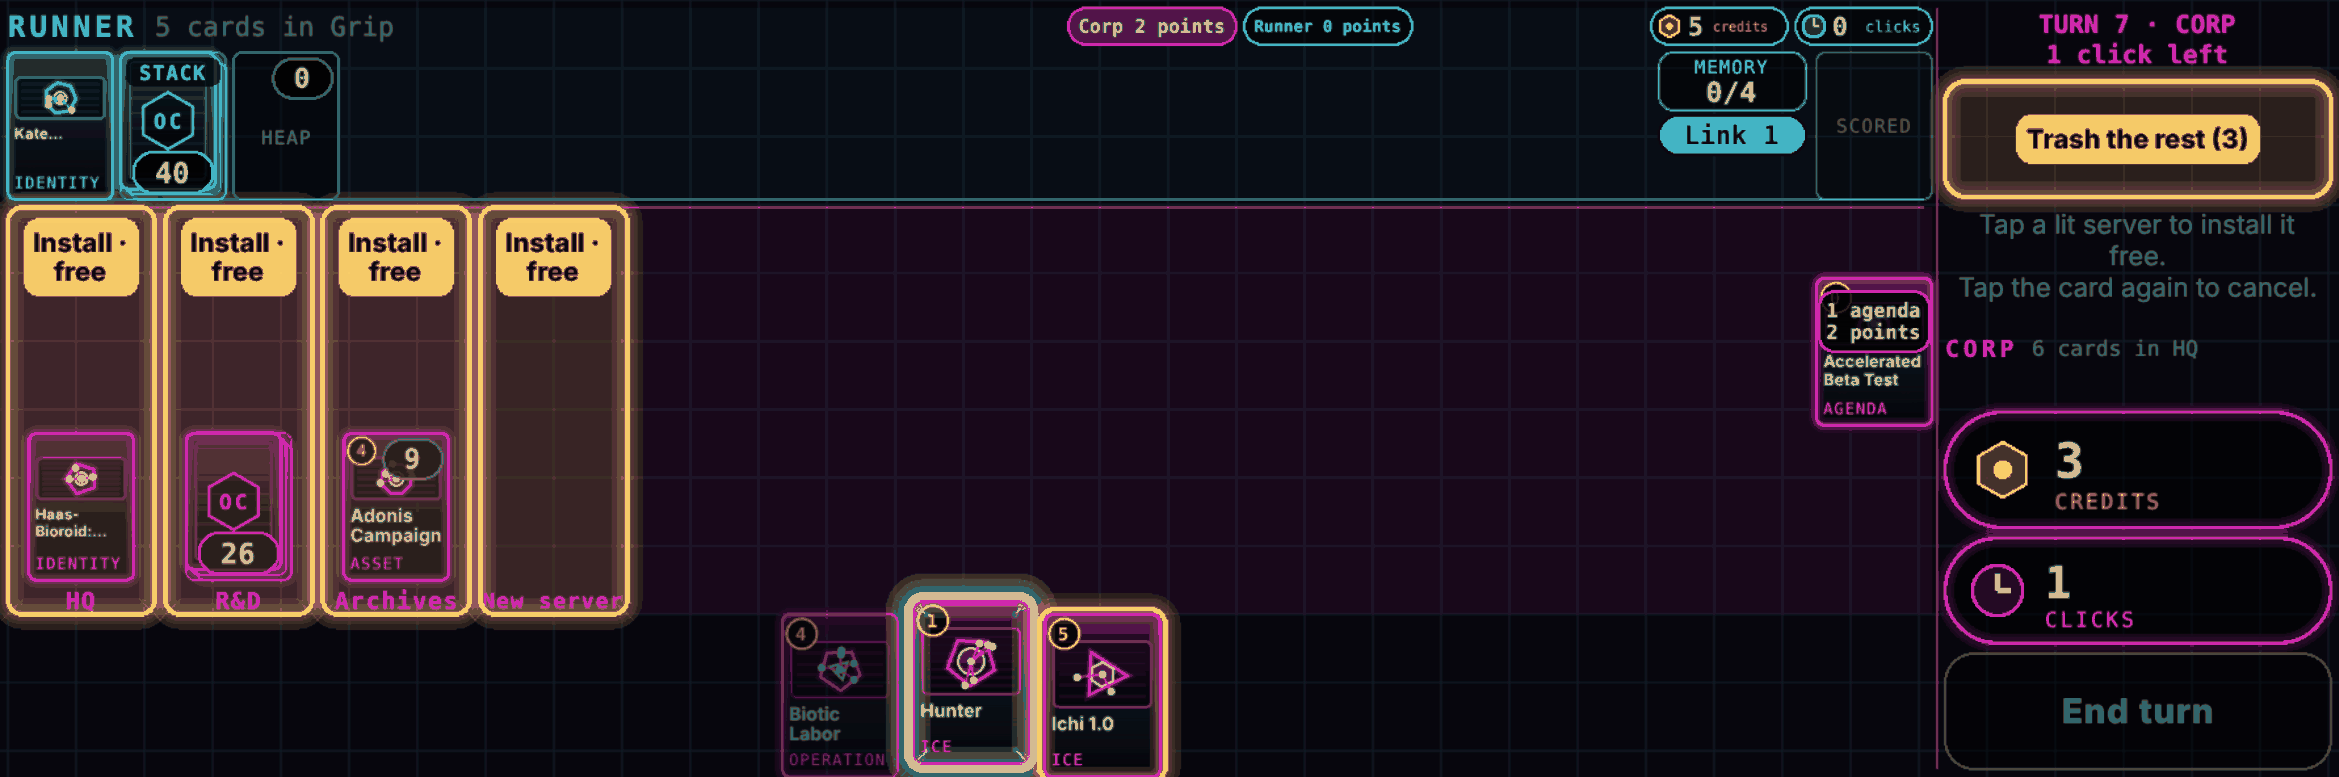 RUNNER 5 cards in Grip
Corp 2 points
Runner 0 points
5 credits
0 clicks
TURN 7 · CORP
1 click left
Kate...
IDENTITY
STACK
OC
40
0
HEAP
MEMORY
0/4
Link 1
SCORED
Trash the rest (3)
Tap a lit server to install it
free.
Tap the card again to cancel.
Install ·
free
Install ·
free
Install ·
free
Install ·
free
1 agenda
2 points
Accelerated
Beta Test
AGENDA
CORP 6 cards in HQ
Haas-
Bioroid:...
IDENTITY
HQ
OC
26
R&D
4
9
Adonis
Campaign
ASSET
Archives
New server
3
CREDITS
1
CLICKS
4
Biotic
Labor
OPERATION
1
Hunter
ICE
5
Ichi 1.0
ICE
End turn